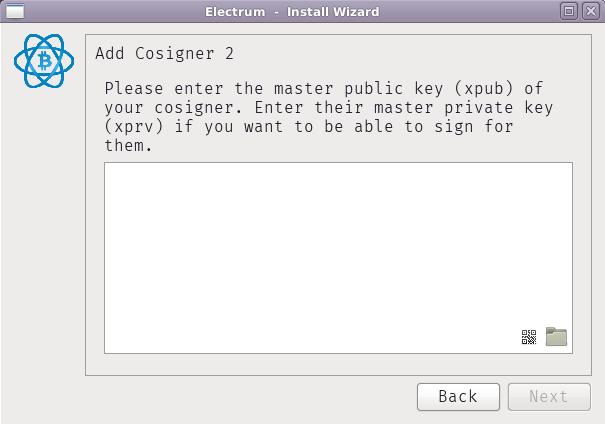 Electrum - Install Wizard
Add Cosigner 2
Please enter the master public key (xpub) of
your cosigner. Enter their master private key
(xprv) if you want to be able to sign for
them.
Back
Next